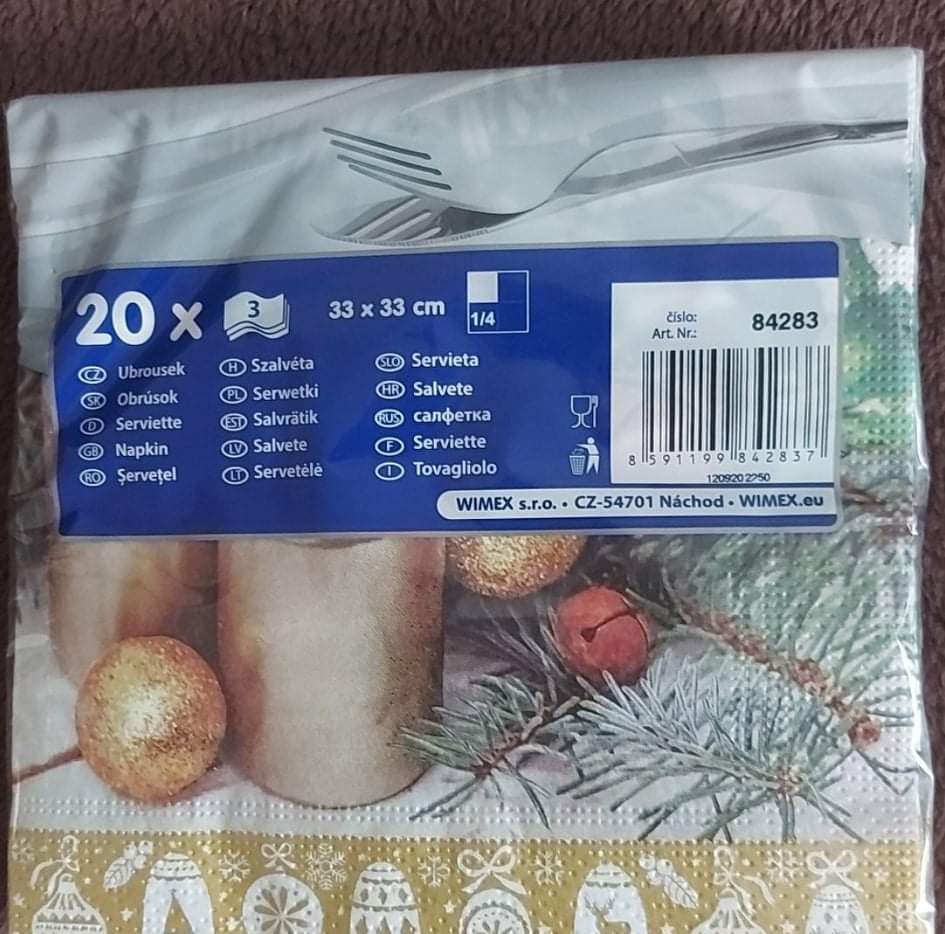 20 x 3 33 x 33 cm 1/4
CZ Ubrousek
SK Obrúsok
D Serviette
GB Napkin
RO Şerveţel
H Szalvéta
PL Serwetki
EST Salvrätik
LV Salvete
LT Servetėlė
SLO Servieta
HR Salvete
RUS салфетка
F Serviette
I Tovagliolo
číslo:
Art. Nr.: 84283
8 591199 842837
120920 2250
WIMEX s.r.o. • CZ-54701 Náchod • WIMEX.eu